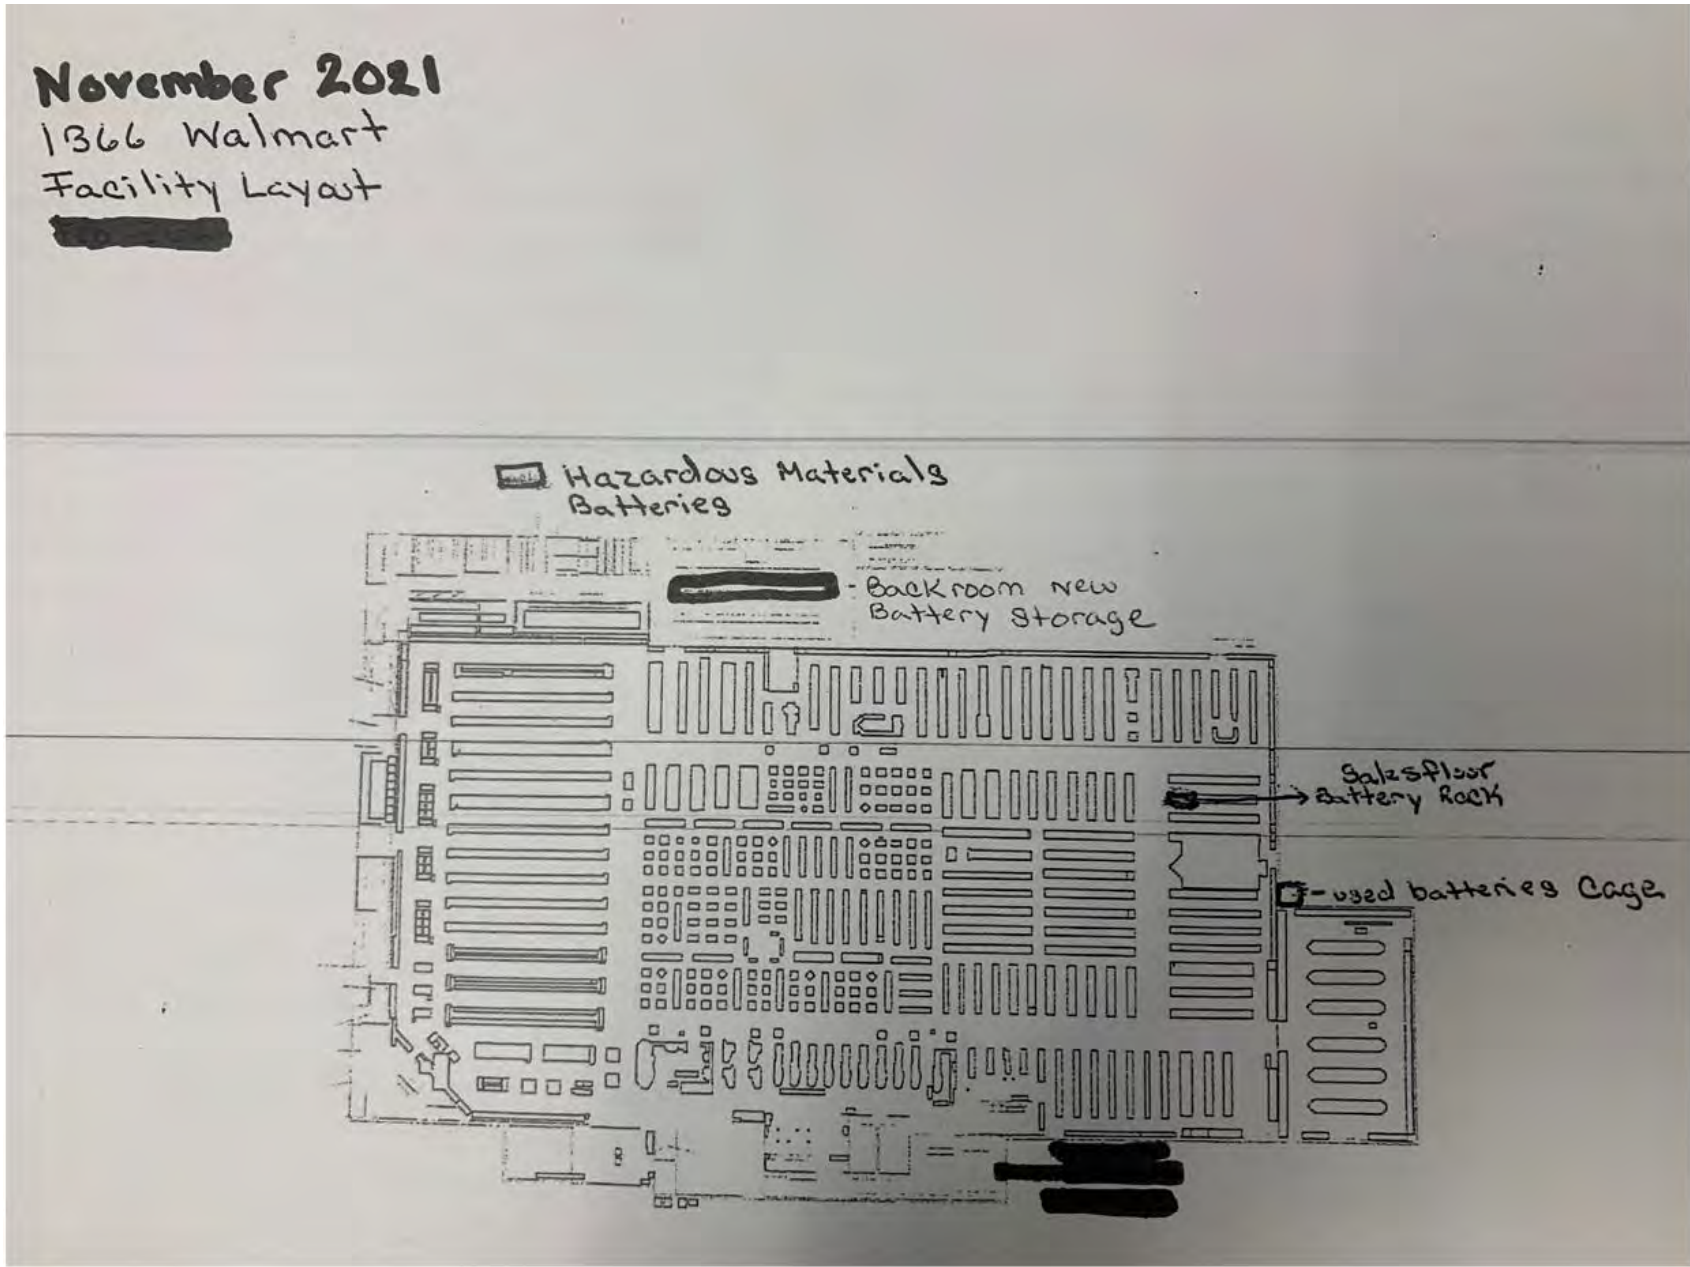 November 2021
1366 Walmart
Facility Layout
Hazardous Materials
Batteries
- Backroom New
Battery Storage
Salesfloor
Battery Rack
- used batteries Cage